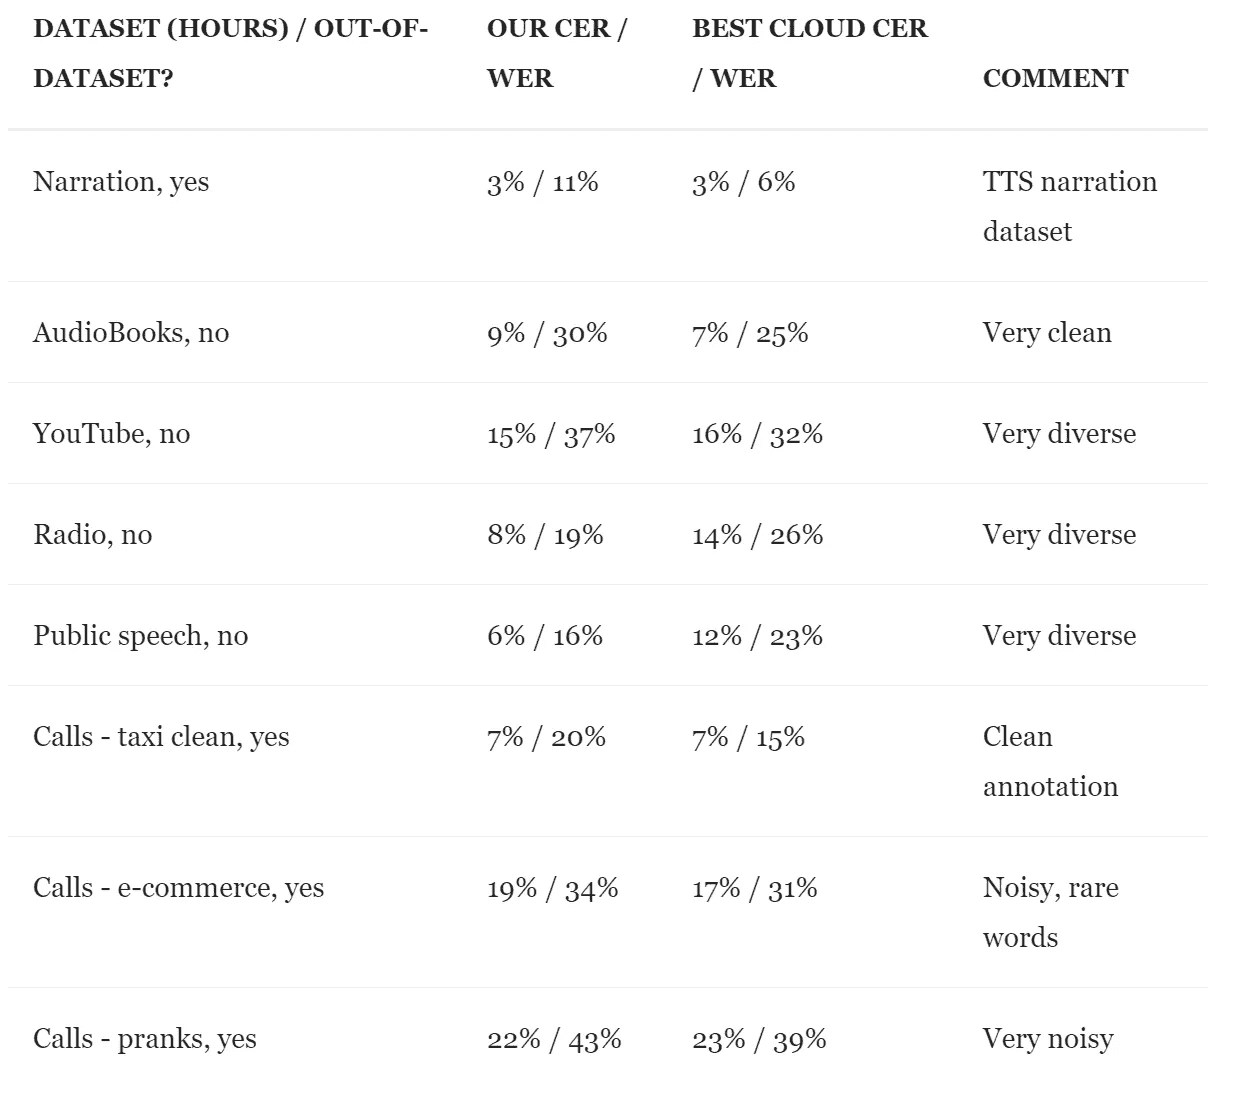 DATASET (HOURS) / OUT-OF-DATASET? OUR CER / WER BEST CLOUD CER / WER COMMENT
Narration, yes 3% / 11% 3% / 6% TTS narration dataset
AudioBooks, no 9% / 30% 7% / 25% Very clean
YouTube, no 15% / 37% 16% / 32% Very diverse
Radio, no 8% / 19% 14% / 26% Very diverse
Public speech, no 6% / 16% 12% / 23% Very diverse
Calls - taxi clean, yes 7% / 20% 7% / 15% Clean annotation
Calls - e-commerce, yes 19% / 34% 17% / 31% Noisy, rare words
Calls - pranks, yes 22% / 43% 23% / 39% Very noisy